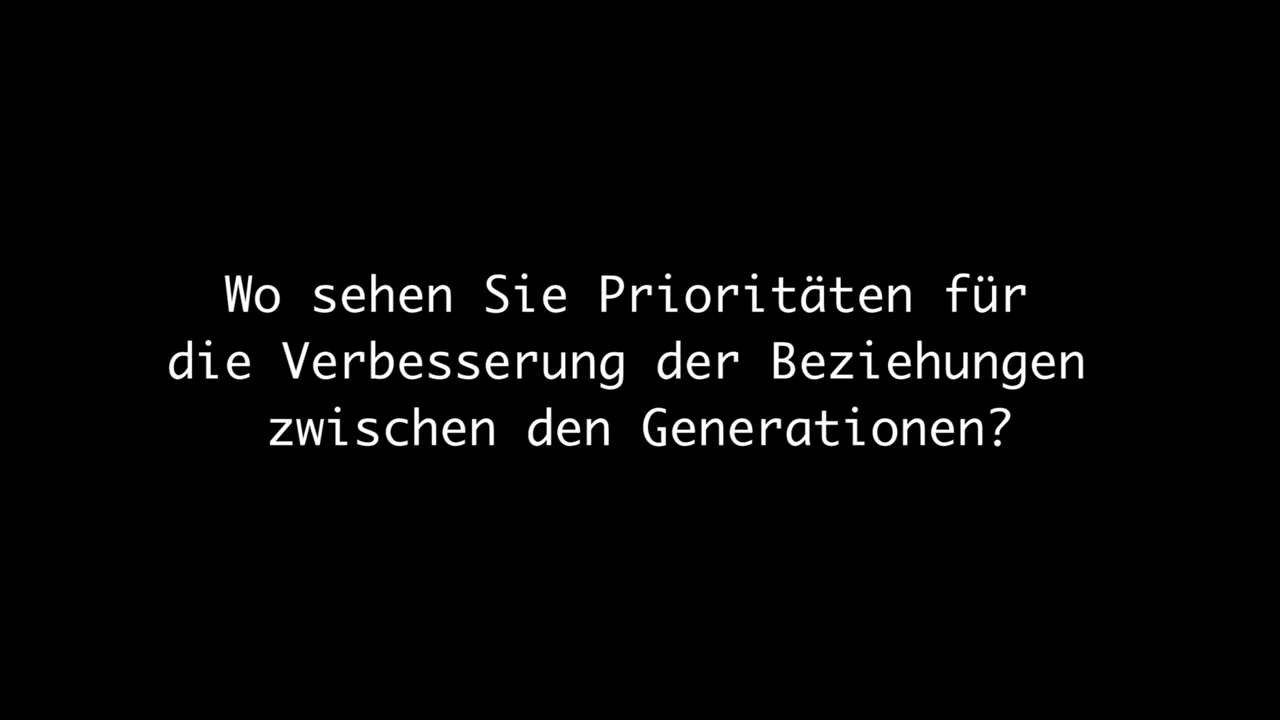 Wo sehen Sie Prioritäten für
die Verbesserung der Beziehungen
zwischen den Generationen?